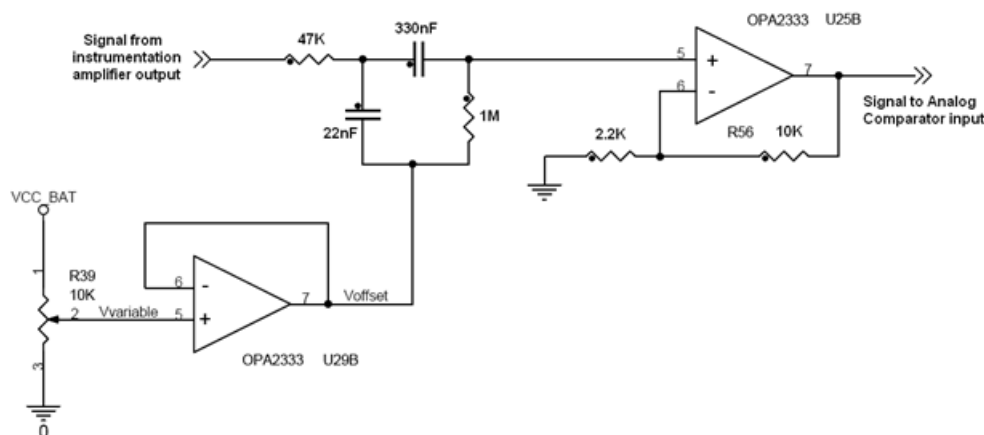 Signal from
instrumentation
amplifier output
47K
330nF
22nF
1M
OPA2333 U25B
5
+
6
-
7
Signal to Analog
Comparator input
2.2K
R56 10K
VCC_BAT
1
R39
10K
2
Vvariable
3
0
6
-
5
+
7
Voffset
OPA2333 U29B